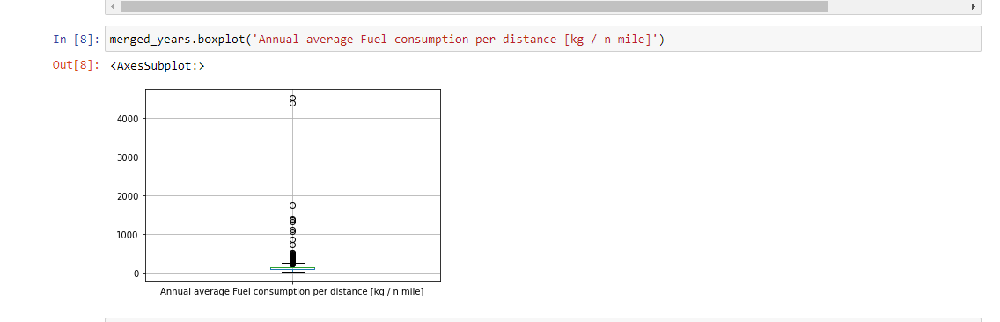 In [8]: merged_years.boxplot('Annual average Fuel consumption per distance [kg / n mile]')
Out[8]: <AxesSubplot:>
4000
3000
2000
1000
0
Annual average Fuel consumption per distance [kg / n mile]